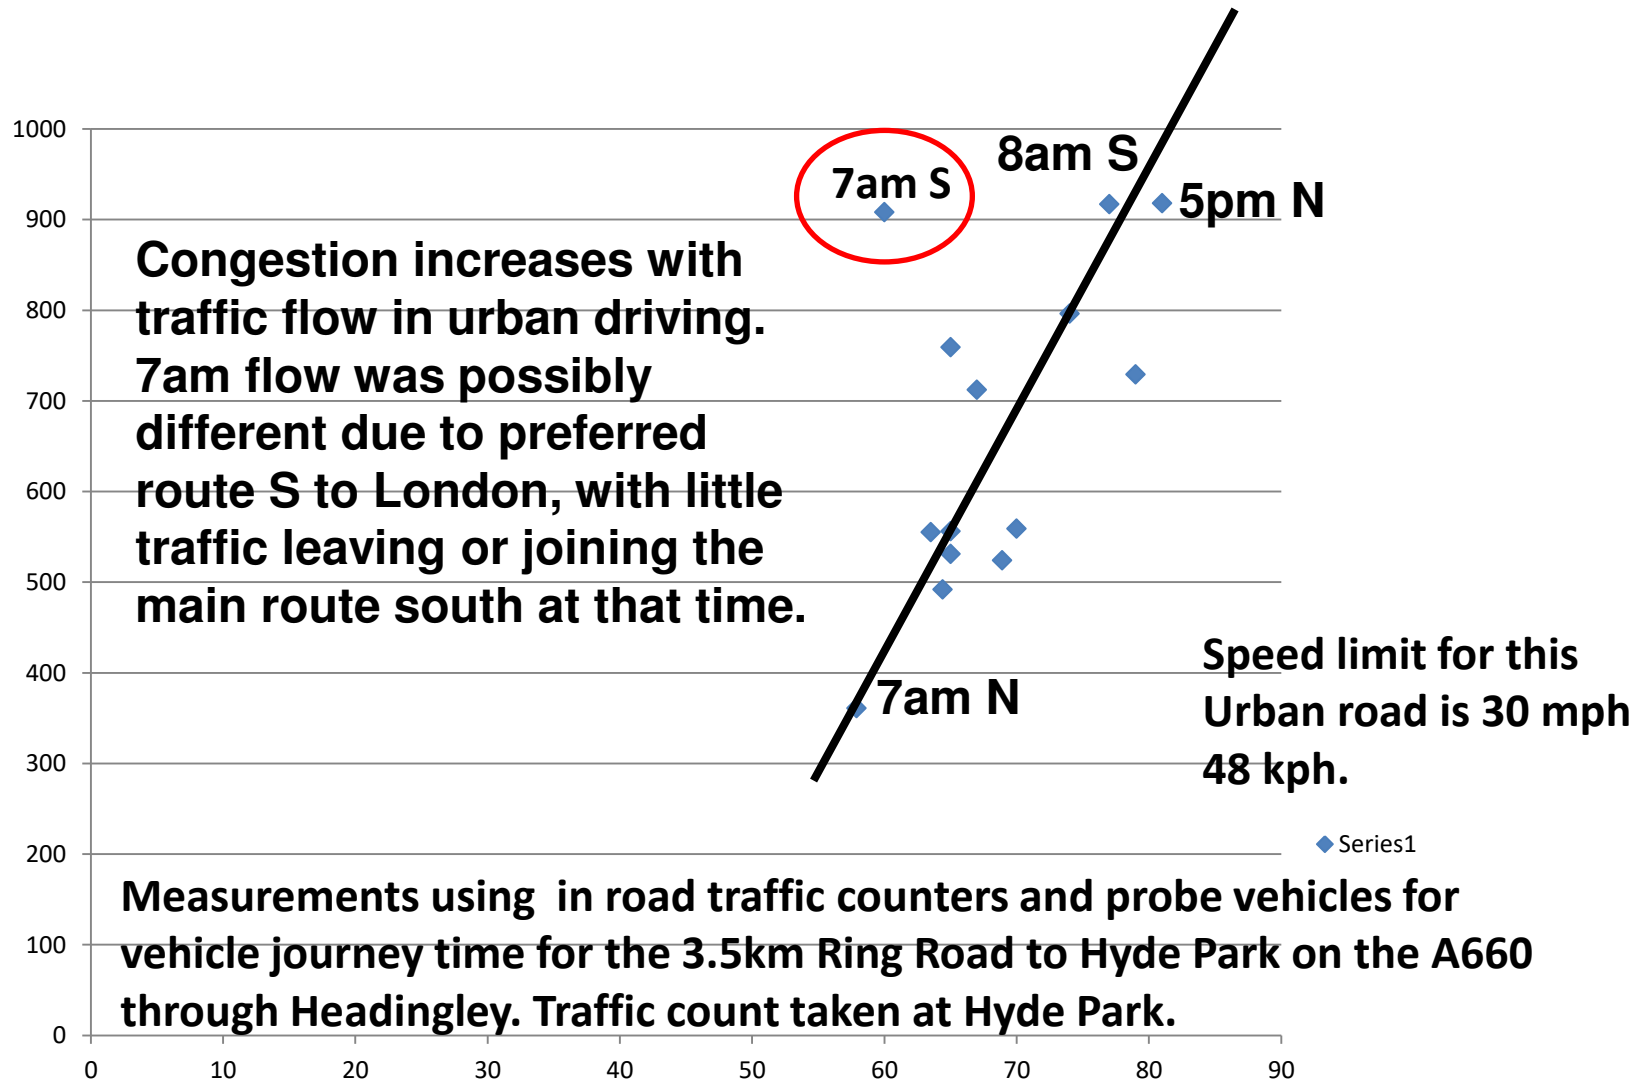 1000
900
800
700
600
500
400
300
200
100
0
0 10 20 30 40 50 60 70 80 90
7am S
8am S
5pm N
7am N
Congestion increases with
traffic flow in urban driving.
7am flow was possibly
different due to preferred
route S to London, with little
traffic leaving or joining the
main route south at that time.
Speed limit for this
Urban road is 30 mph
48 kph.
Series1
Measurements using  in road traffic counters and probe vehicles for
vehicle journey time for the 3.5km Ring Road to Hyde Park on the A660
through Headingley. Traffic count taken at Hyde Park.